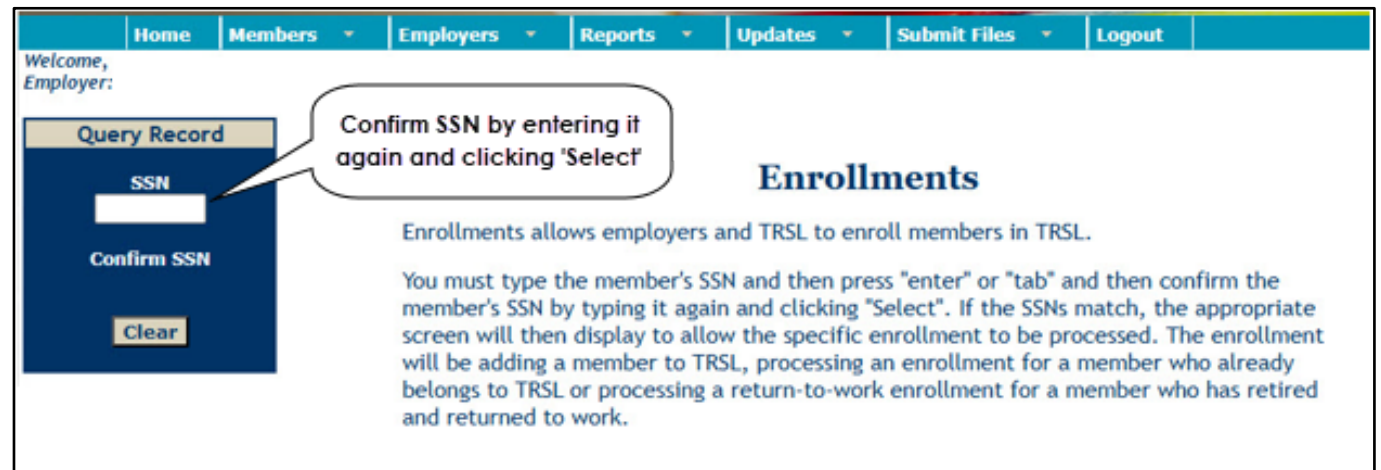 Home Members Employers Reports Updates Submit Files Logout
Welcome,
Employer:
Query Record
SSN
Confirm SSN
Clear
Confirm SSN by entering it
again and clicking 'Select'
Enrollments
Enrollments allows employers and TRSL to enroll members in TRSL.
You must type the member's SSN and then press "enter" or "tab" and then confirm the
member's SSN by typing it again and clicking "Select". If the SSNs match, the appropriate
screen will then display to allow the specific enrollment to be processed. The enrollment
will be adding a member to TRSL, processing an enrollment for a member who already
belongs to TRSL or processing a return-to-work enrollment for a member who has retired
and returned to work.